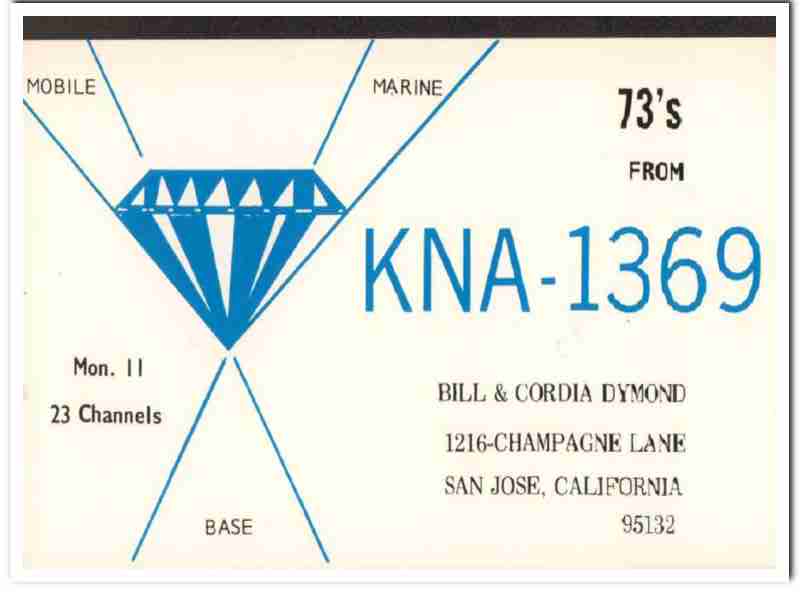 MOBILE
MARINE
73's
FROM
KNA-1369
Mon. 11
23 Channels
BILL & CORDIA DYMOND
1216-CHAMPAGNE LANE
SAN JOSE, CALIFORNIA
95132
BASE